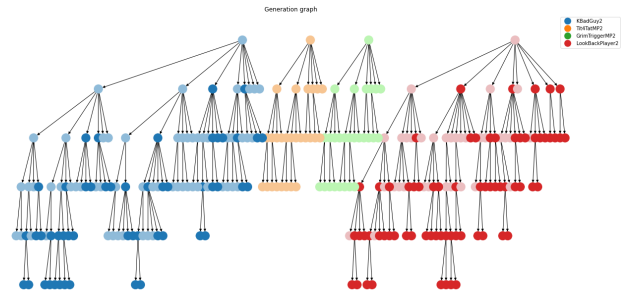 Generation graph
KBadGuy2
Tit4TatMP2
GrimTriggerMP2
LookBackPlayer2